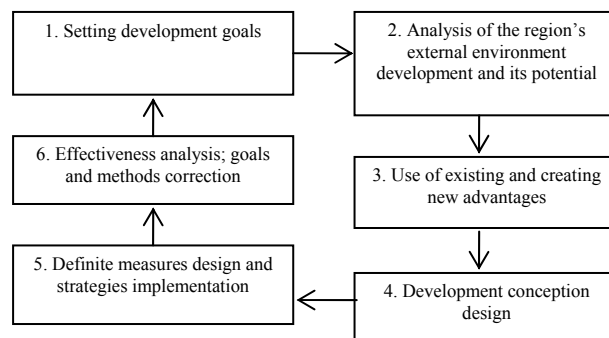 1. Setting development goals
2. Analysis of the region's
external environment
development and its potential
3. Use of existing and creating
new advantages
4. Development conception
design
5. Definite measures design and
strategies implementation
6. Effectiveness analysis; goals
and methods correction